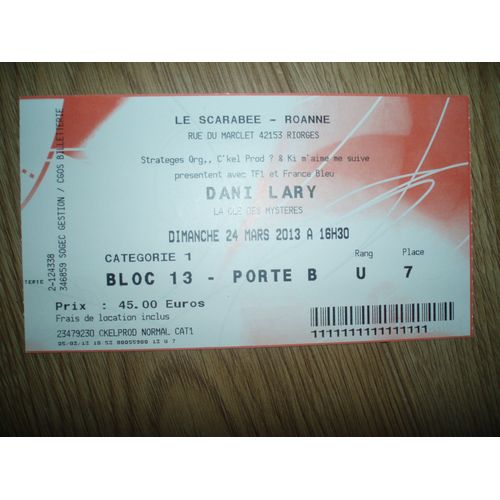 LE SCARABEE - ROANNE
RUE DU MARCLET 42153 RIORGES
Strateges Org,, C'kel Prod ? & Ki m'aime me suive
presentent avec TF1 et France Bleu
DANI LARY
LA CLE DES MYSTERES
DIMANCHE 24 MARS 2013 A 16H30
CATEGORIE 1 Rang Place
BLOC 13 - PORTE B U 7
Prix : 45.00 Euros
Frais de location inclus
23479230 CKELPROD NORMAL CAT1
1111111111111111
2-124338
346859 SOGEC GESTION / CGOS BILLETTERIE